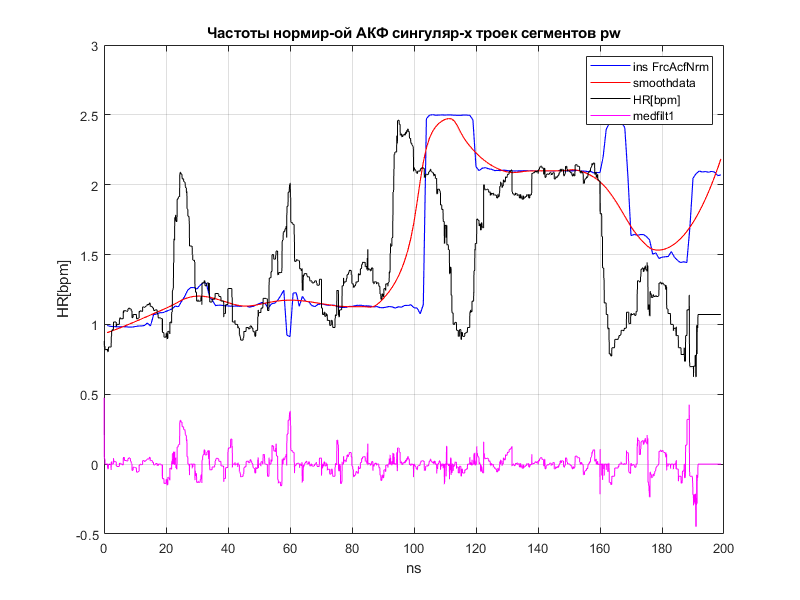 Частоты нормир-ой АКФ сингуляр-х троек сегментов pw
ins FrcAcfNrm
smoothdata
HR[bpm]
medfilt1
HR[bpm]
3
2.5
2
1.5
1
0.5
0
-0.5
0 20 40 60 80 100 120 140 160 180 200
ns